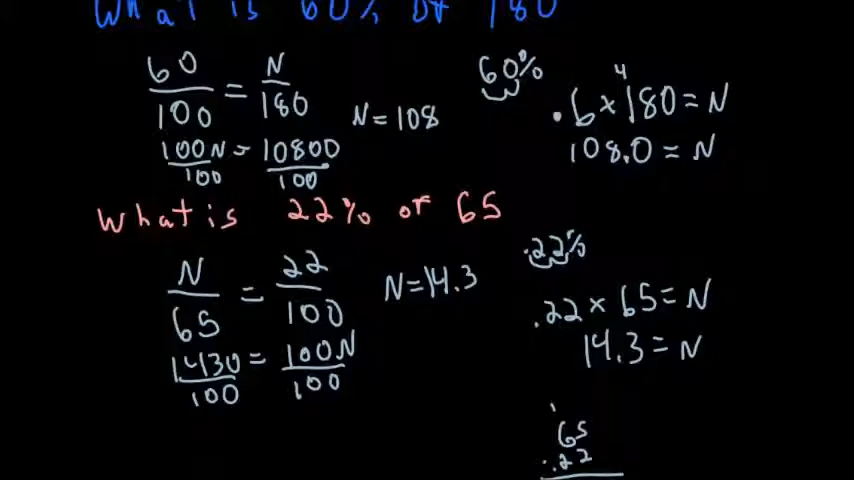 What is 60% of 180
60/100 = N/180
N = 108
100N/100 = 10800/100
60%
4
.6 × 180 = N
108.0 = N
What is 22% of 65
N/65 = 22/100
N = 14.3
1430/100 = 100N/100
.22%
.22 × 65 = N
14.3 = N
1
65
.22